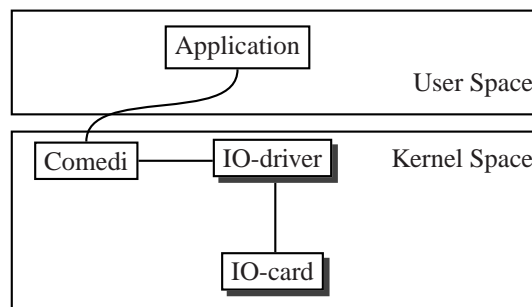 Application
User Space
Comedi
IO-driver
Kernel Space
IO-card